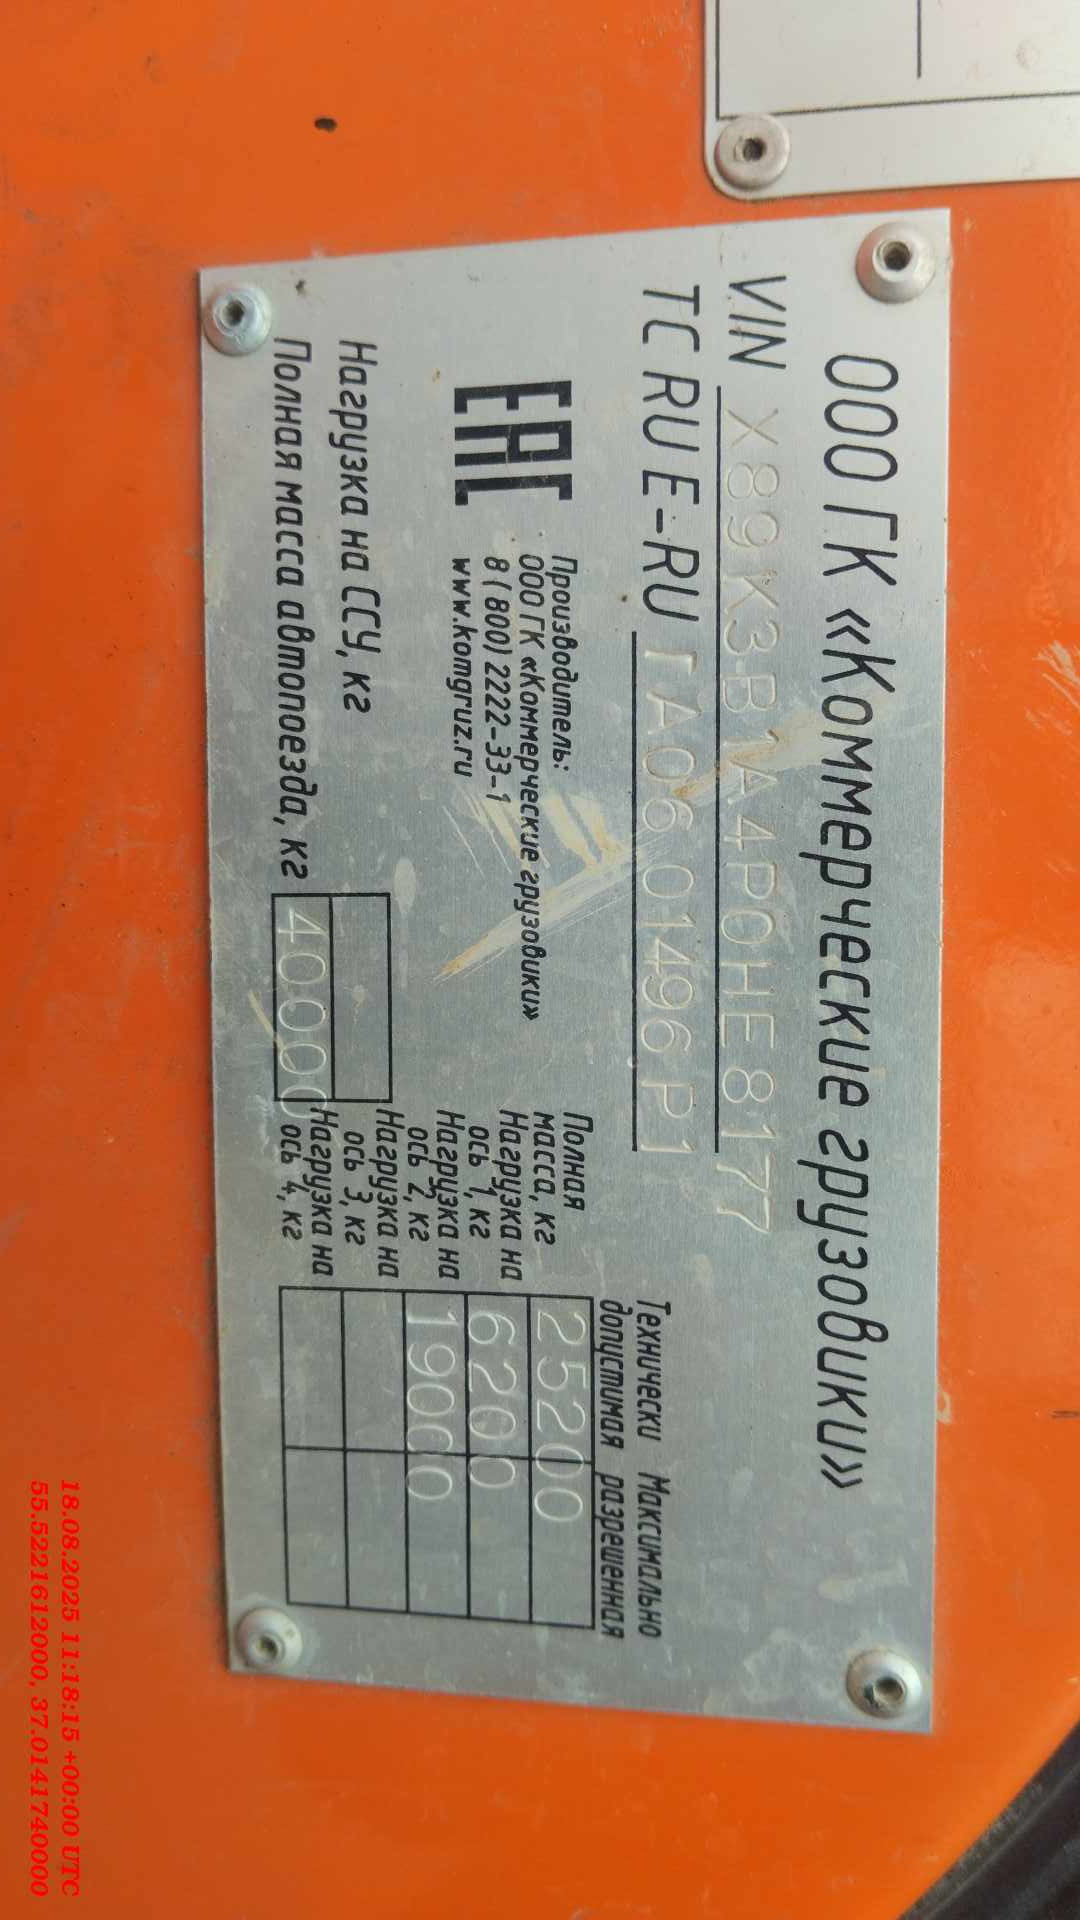 ООО ГК «Коммерческие грузовики»
VIN X89K3B1A4P0HE8177
ТС RU Е-RU ГА06.01496.Р1
ЕАС
Производитель:
ООО ГК «Коммерческие грузовики»
8 (800) 2222-33-1
www.komgruz.ru
Нагрузка на ССУ, кг
Полная масса автопоезда, кг 40000
Технически допустимая
Максимально разрешенная
Полная масса, кг 25200
Нагрузка на ось 1, кг 6200
Нагрузка на ось 2, кг 19000
Нагрузка на ось 3, кг
Нагрузка на ось 4, кг
18.08.2025 11:18:15 +00:00 UTC
55.5221612000, 37.0141740000